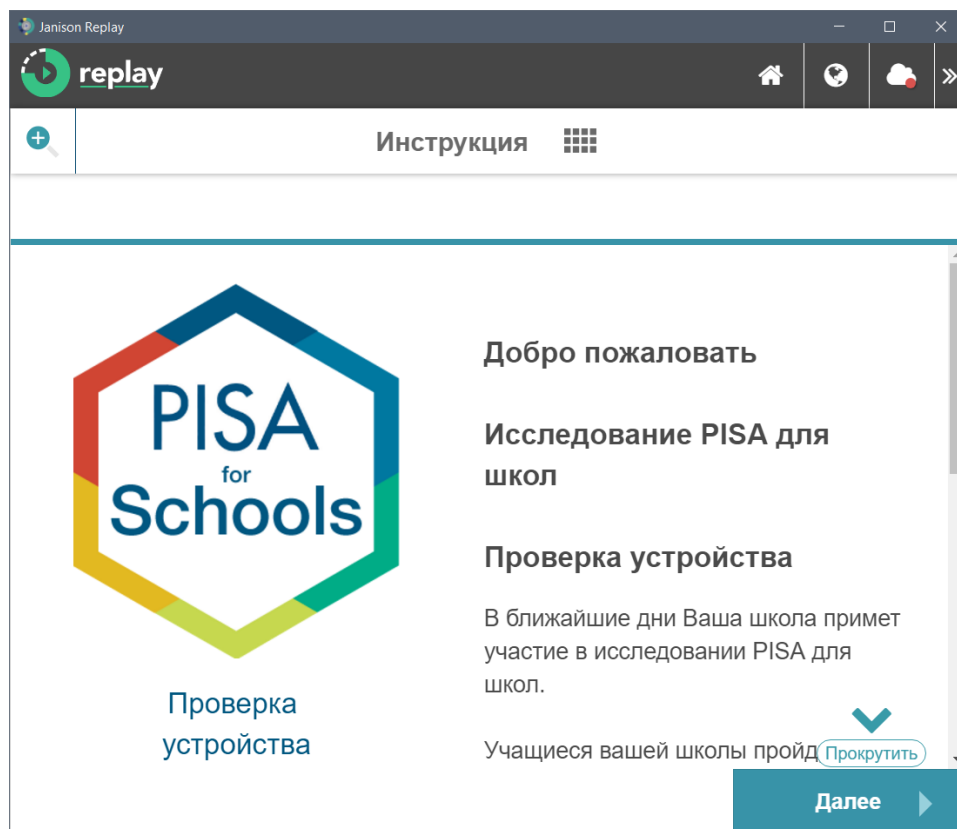 Janison Replay
replay
Инструкция
PISA
for
Schools
Проверка
устройства
Добро пожаловать
Исследование PISA для
школ
Проверка устройства
В ближайшие дни Ваша школа примет
участие в исследовании PISA для
школ.
Учащиеся вашей школы пройд
Прокрутить
Далее